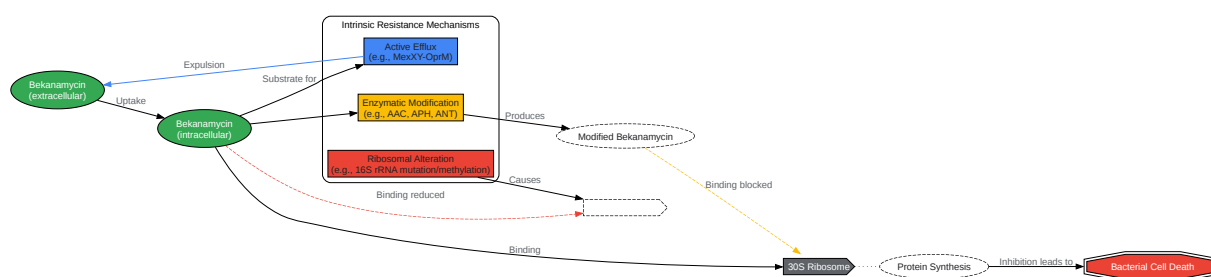 Intrinsic Resistance Mechanisms
Active Efflux
(e.g., MexXY-OprM)
Expulsion
Substrate for
Bekanamycin
(extracellular)
Uptake
Enzymatic Modification
(e.g., AAC, APH, ANT)
Produces
Bekanamycin
(intracellular)
Modified Bekanamycin
Ribosomal Alteration
(e.g., 16S rRNA mutation/methylation)
Causes
Binding blocked
Binding reduced
Binding
30S Ribosome
Protein Synthesis
Inhibition leads to
Bacterial Cell Death